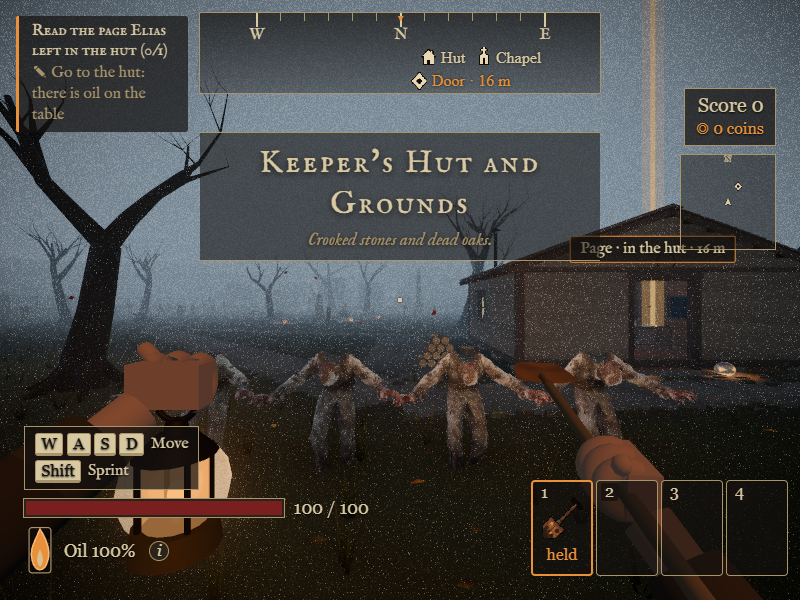 Read the page Elias
left in the hut (0/1)
Go to the hut:
there is oil on the
table
W N E
Hut Chapel
Door · 16 m
Score 0
0 coins
N
Keeper's Hut and
Grounds
Crooked stones and dead oaks.
Page · in the hut · 16 m
W A S D Move
Shift Sprint
100 / 100
Oil 100% i
1 2 3 4
held